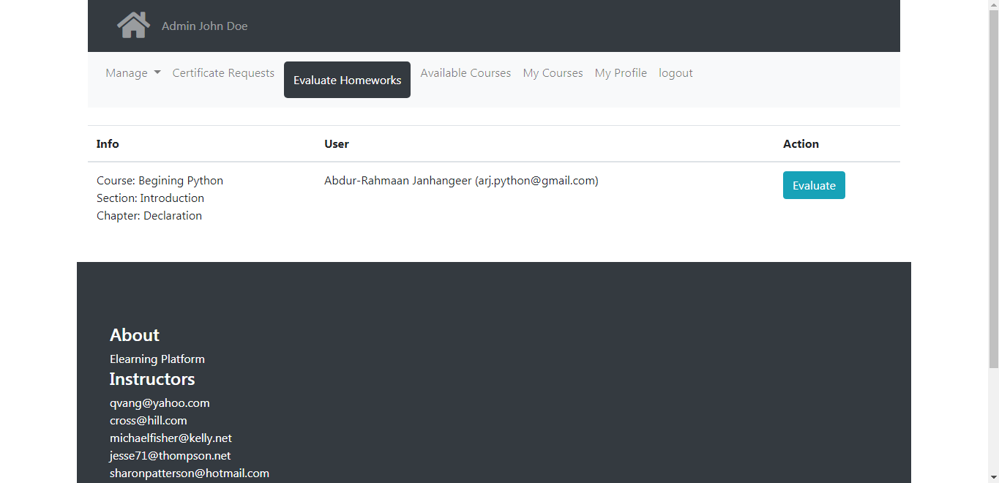 Admin John Doe
Manage Certificate Requests Evaluate Homeworks Available Courses My Courses My Profile logout
Info User Action
Course: Begining Python Abdur-Rahmaan Janhangeer (arj.python@gmail.com) Evaluate
Section: Introduction
Chapter: Declaration
About
Elearning Platform
Instructors
qvang@yahoo.com
cross@hill.com
michaelfisher@kelly.net
jesse71@thompson.net
sharonpatterson@hotmail.com